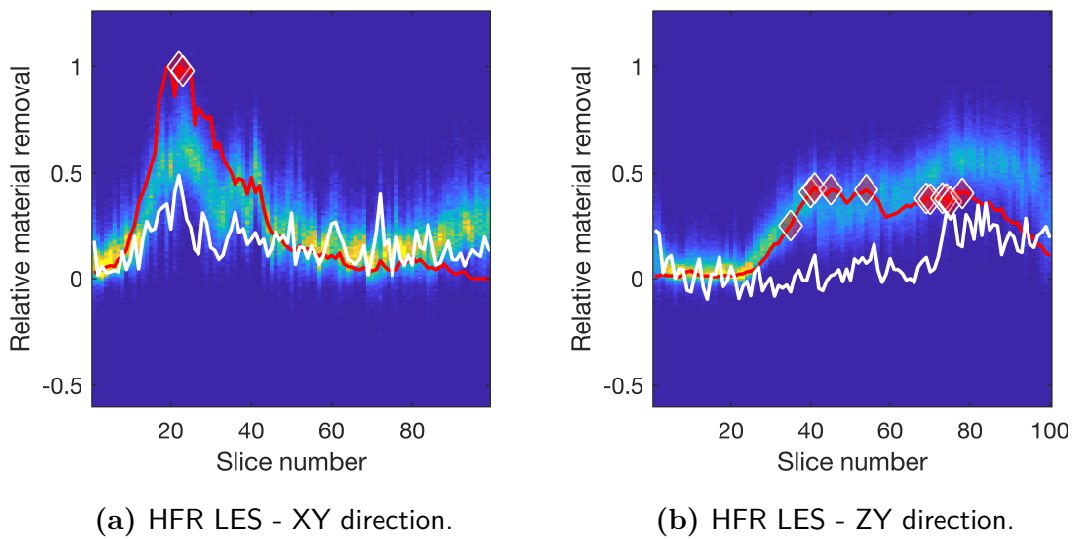 Relative material removal
1
0.5
0
-0.5
20
40
60
80
Slice number
(a) HFR LES - XY direction.
Relative material removal
1
0.5
0
-0.5
20
40
60
80
100
Slice number
(b) HFR LES - ZY direction.